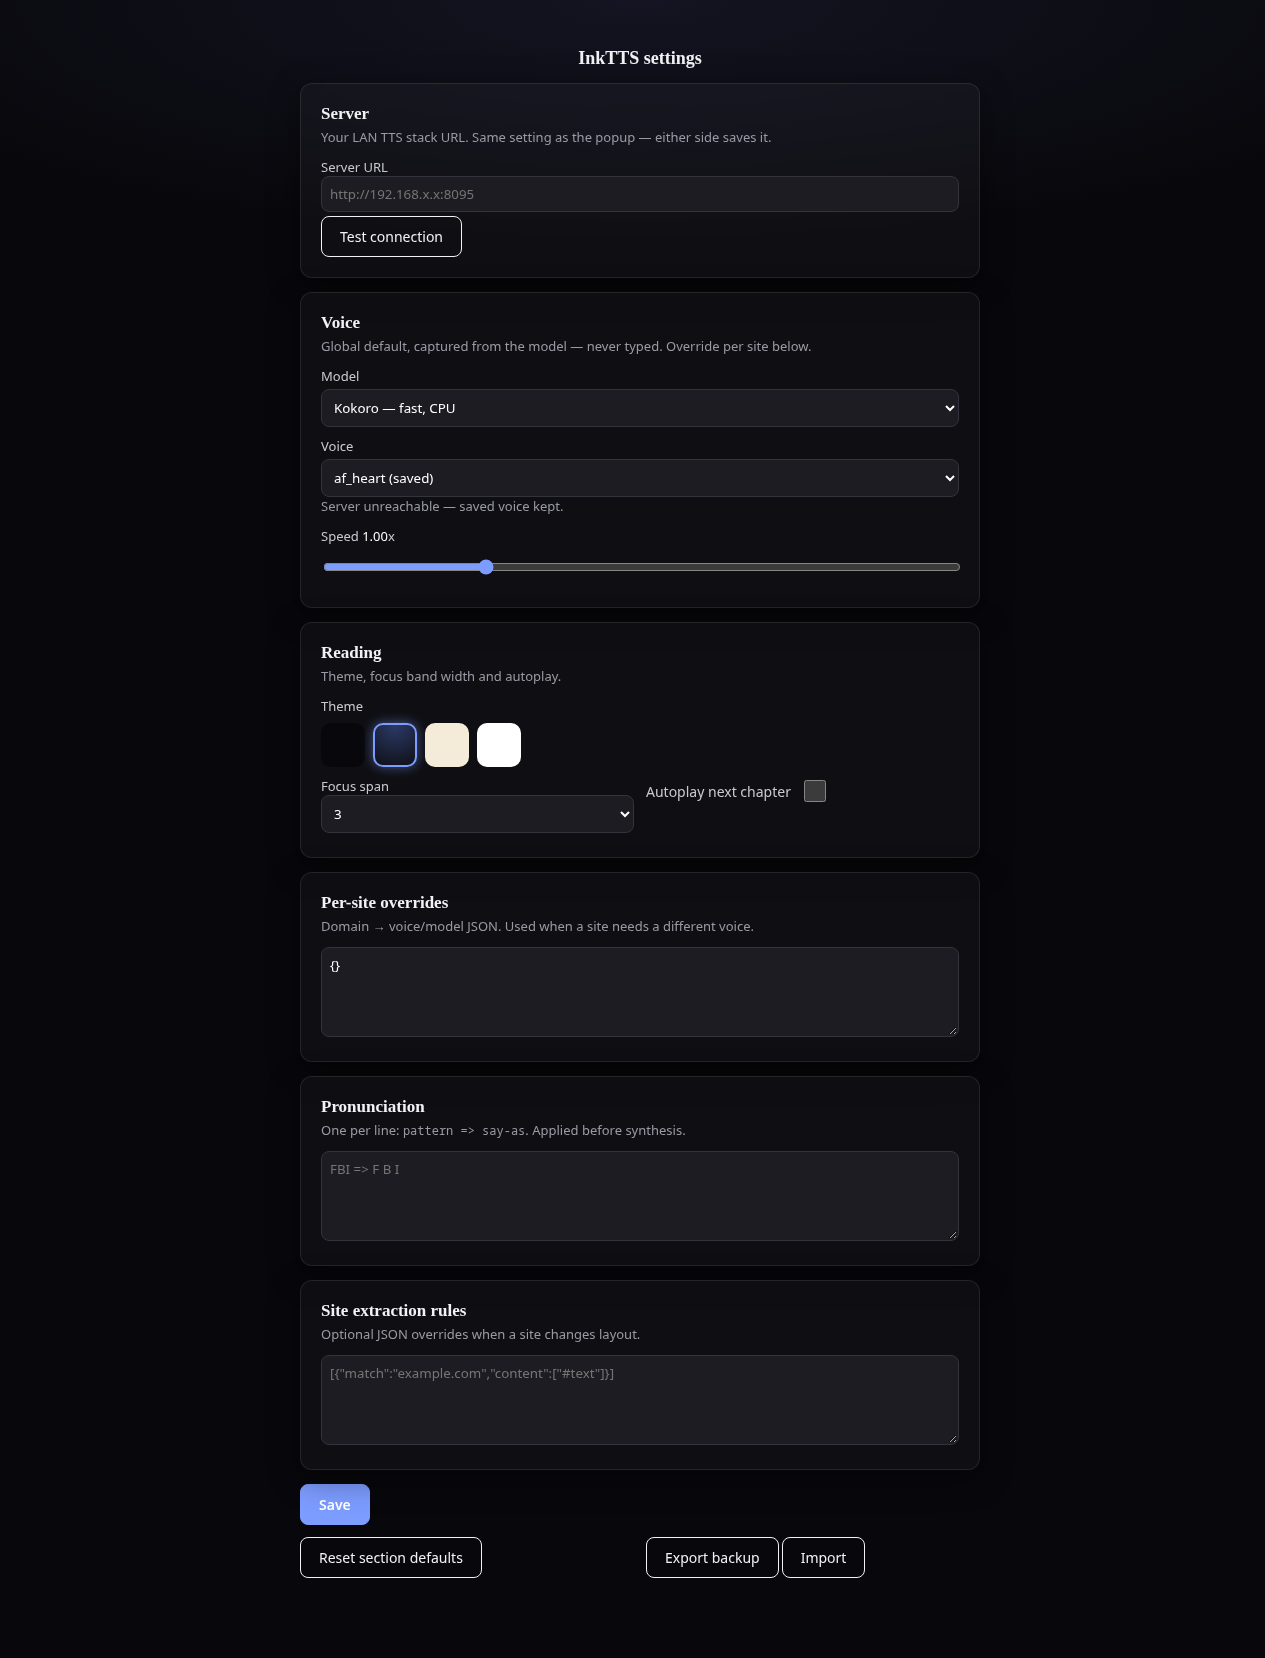 InkTTS settings
Server
Your LAN TTS stack URL. Same setting as the popup — either side saves it.
Server URL
http://192.168.x.x:8095
Test connection
Voice
Global default, captured from the model — never typed. Override per site below.
Model
Kokoro — fast, CPU
Voice
af_heart (saved)
Server unreachable — saved voice kept.
Speed 1.00x
Reading
Theme, focus band width and autoplay.
Theme
Focus span
3
Autoplay next chapter
Per-site overrides
Domain → voice/model JSON. Used when a site needs a different voice.
{}
Pronunciation
One per line: pattern => say-as. Applied before synthesis.
FBI => F B I
Site extraction rules
Optional JSON overrides when a site changes layout.
[{"match":"example.com","content":["#text"]}]
Save
Reset section defaults
Export backup
Import